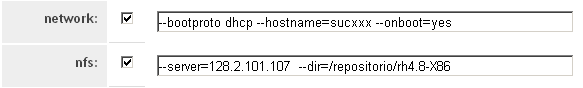 network: --bootproto dhcp --hostname=sucxxx --onboot=yes
nfs: --server=128.2.101.107  --dir=/repositorio/rh4.8-X86